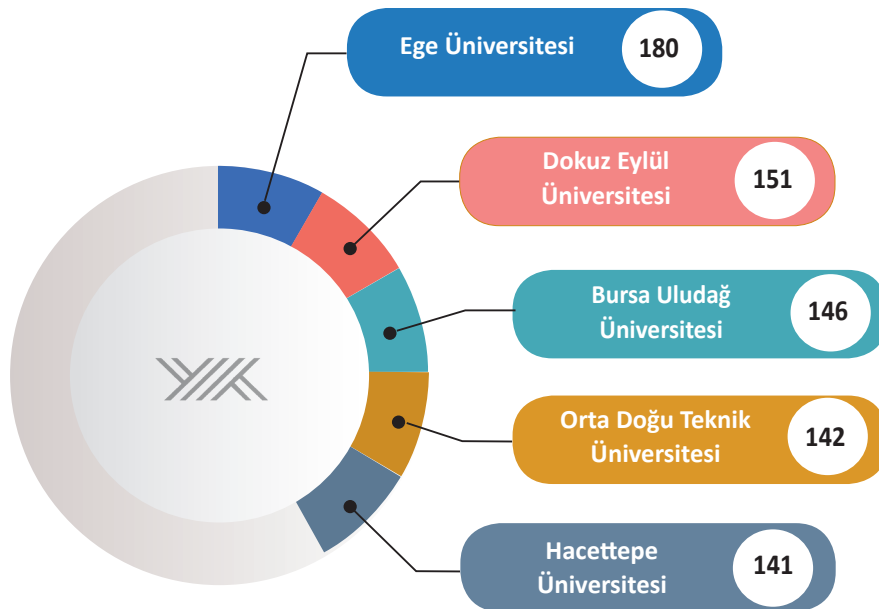 Ege Üniversitesi
180
Dokuz Eylül
Üniversitesi
151
Bursa Uludağ
Üniversitesi
146
Orta Doğu Teknik
Üniversitesi
142
Hacettepe
Üniversitesi
141